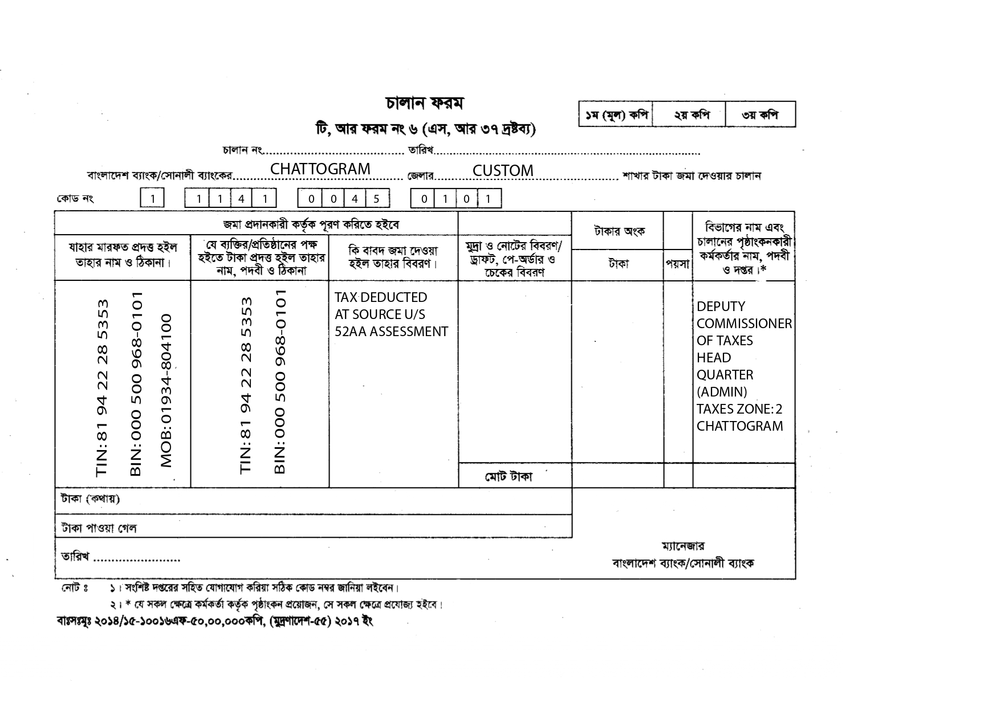 চালান ফরম
১ম (মূল) কপি ২য় কপি ৩য় কপি
টি, আর ফরম নং ৬ (এস, আর ৩৭ দ্রষ্টব্য)
চালান নং........................................ তারিখ..............................................................................
বাংলাদেশ ব্যাংক/সোনালী ব্যাংকের............CHATTOGRAM............জেলার............CUSTOM............শাখার টাকা জমা দেওয়ার চালান
কোড নং 1 1 1 4 1 0 0 4 5 0 1 0 1
জমা প্রদানকারী কর্তৃক পূরণ করিতে হইবে
যাহার মারফত প্রদত্ত হইল
তাহার নাম ও ঠিকানা।
যে ব্যক্তির/প্রতিষ্ঠানের পক্ষ
হইতে টাকা প্রদত্ত হইল তাহার
নাম, পদবী ও ঠিকানা
কি বাবদ জমা দেওয়া
হইল তাহার বিবরণ।
মুদ্রা ও নোটের বিবরণ/
ড্রাফট, পে-অর্ডার ও
চেকের বিবরণ
টাকার অংক
টাকা পয়সা
বিভাগের নাম এবং
চালানের পৃষ্ঠাংকনকারী
কর্মকর্তার নাম, পদবী
ও দপ্তর।*
TIN:81 94 22 28 5353
BIN:000 500 968-0101
MOB:01934-804100
TIN:81 94 22 28 5353
BIN:000 500 968-0101
TAX DEDUCTED
AT SOURCE U/S
52AA ASSESSMENT
DEPUTY
COMMISSIONER
OF TAXES
HEAD
QUARTER
(ADMIN)
TAXES ZONE:2
CHATTOGRAM
মোট টাকা
টাকা (কথায়)
টাকা পাওয়া গেল
তারিখ ........................
ম্যানেজার
বাংলাদেশ ব্যাংক/সোনালী ব্যাংক
নোট ঃ ১। সংশিষ্ট দপ্তরের সহিত যোগাযোগ করিয়া সঠিক কোড নম্বর জানিয়া লইবেন।
২। * যে সকল ক্ষেত্রে কর্মকর্তা কর্তৃক পৃষ্ঠাংকন প্রয়োজন, সে সকল ক্ষেত্রে প্রযোজ্য হইবে।
বাঃসঃমুঃ ২০১৪/১৫-১০০১৬এফ-৫০,০০,০০০কপি, (মুদ্রণাদেশ-৫৫) ২০১৭ ইং